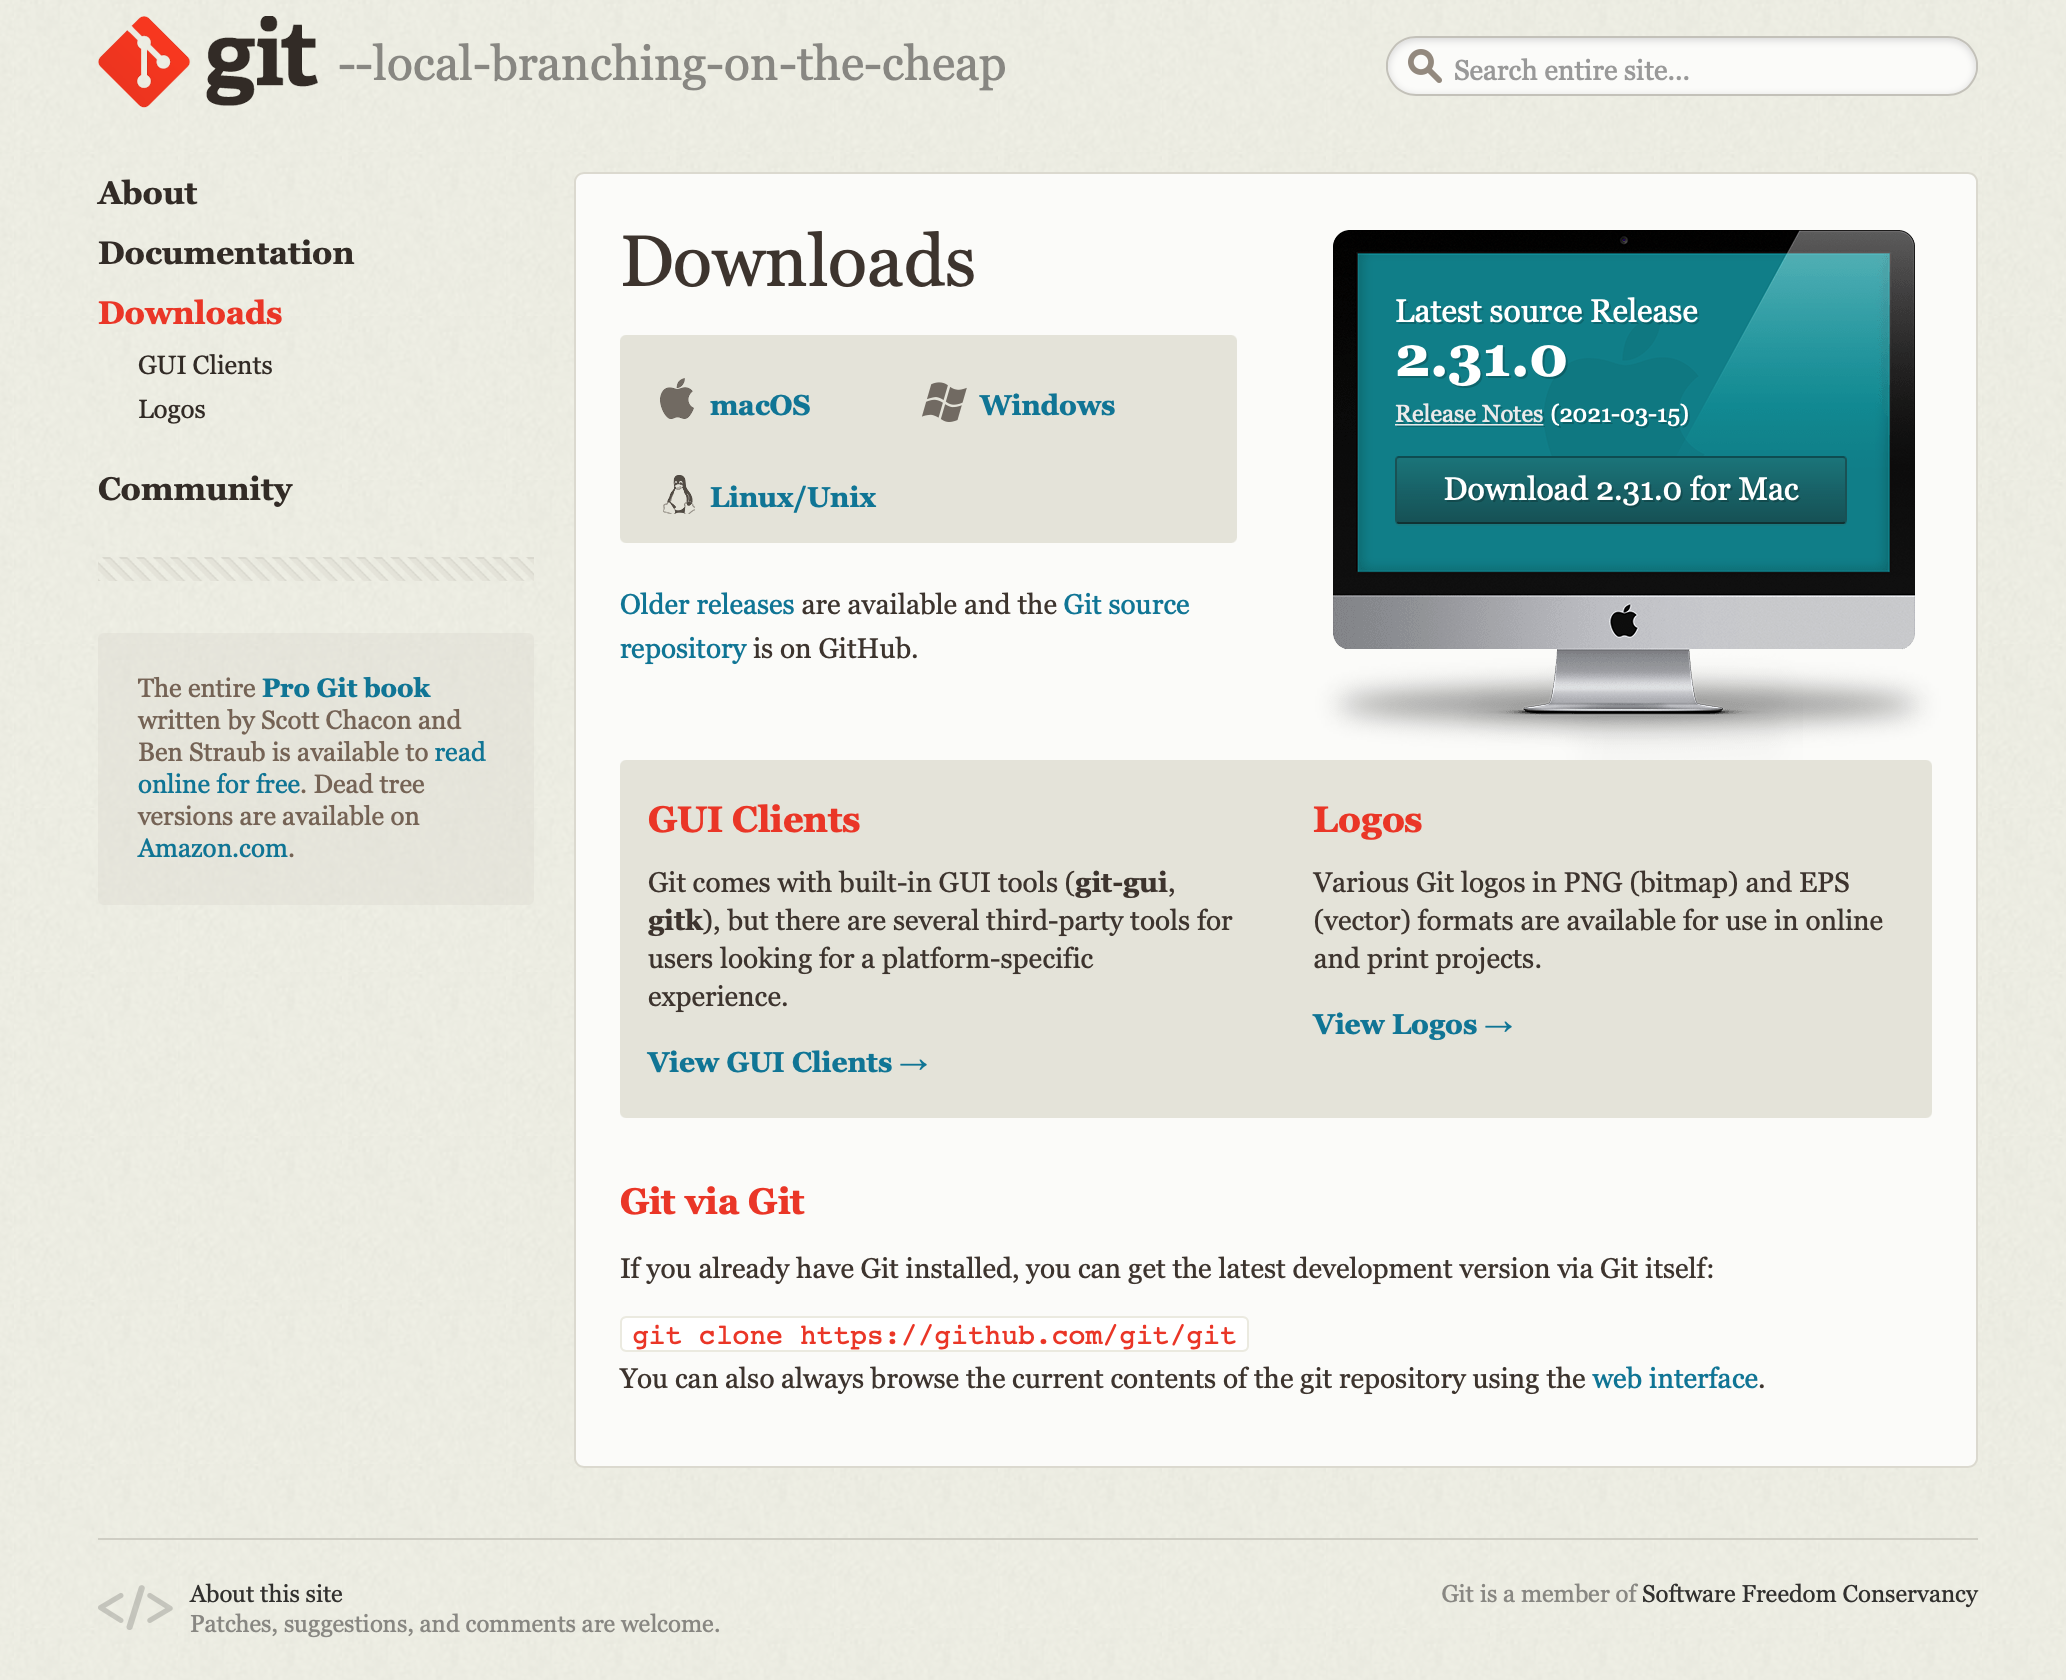 git --local-branching-on-the-cheap
Search entire site...
About
Documentation
Downloads
GUI Clients
Logos
Community
The entire Pro Git book
written by Scott Chacon and
Ben Straub is available to read
online for free. Dead tree
versions are available on
Amazon.com.
Downloads
macOS
Windows
Linux/Unix
Older releases are available and the Git source
repository is on GitHub.
Latest source Release
2.31.0
Release Notes (2021-03-15)
Download 2.31.0 for Mac
GUI Clients
Git comes with built-in GUI tools (git-gui,
gitk), but there are several third-party tools for
users looking for a platform-specific
experience.
View GUI Clients →
Logos
Various Git logos in PNG (bitmap) and EPS
(vector) formats are available for use in online
and print projects.
View Logos →
Git via Git
If you already have Git installed, you can get the latest development version via Git itself:
git clone https://github.com/git/git
You can also always browse the current contents of the git repository using the web interface.
</>
About this site
Patches, suggestions, and comments are welcome.
Git is a member of Software Freedom Conservancy